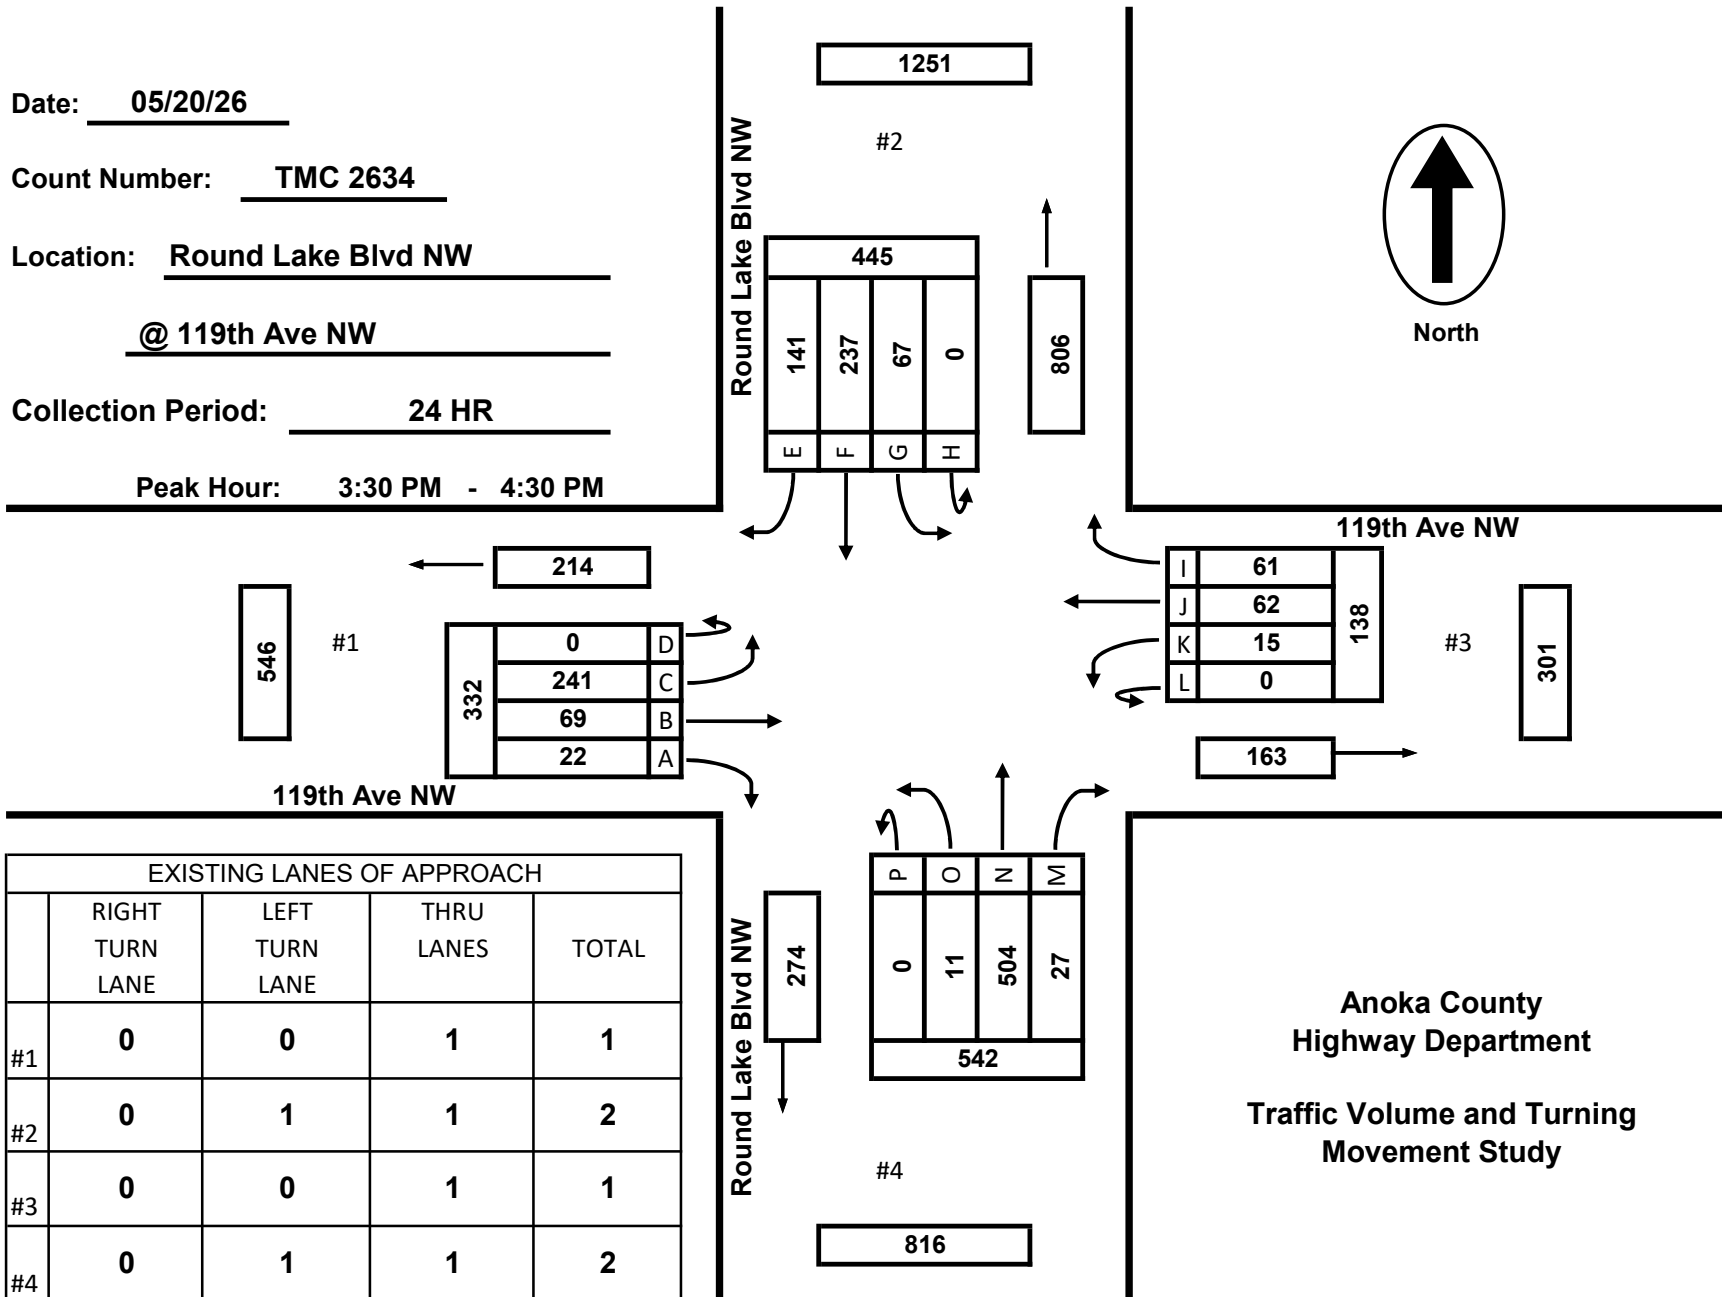 Date: 05/20/26
Count Number: TMC 2634
Location: Round Lake Blvd NW
@ 119th Ave NW
Collection Period: 24 HR
Peak Hour: 3:30 PM - 4:30 PM
1251
#2
Round Lake Blvd NW
445
141 237 67 0
E F G H
806
North
119th Ave NW
214
546
#1
332
0 D
241 C
69 B
22 A
119th Ave NW
I 61
J 62
K 15
L 0
138
#3
301
163
EXISTING LANES OF APPROACH
RIGHT TURN LANE
LEFT TURN LANE
THRU LANES
TOTAL
#1 0 0 1 1
#2 0 1 1 2
#3 0 0 1 1
#4 0 1 1 2
Round Lake Blvd NW
274
P O N M
0 11 504 27
542
#4
816
Anoka County
Highway Department
Traffic Volume and Turning
Movement Study